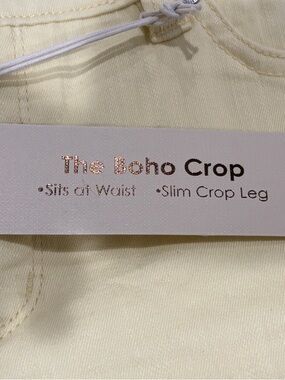 The Boho Crop
•Sits at Waist •Slim Crop Leg